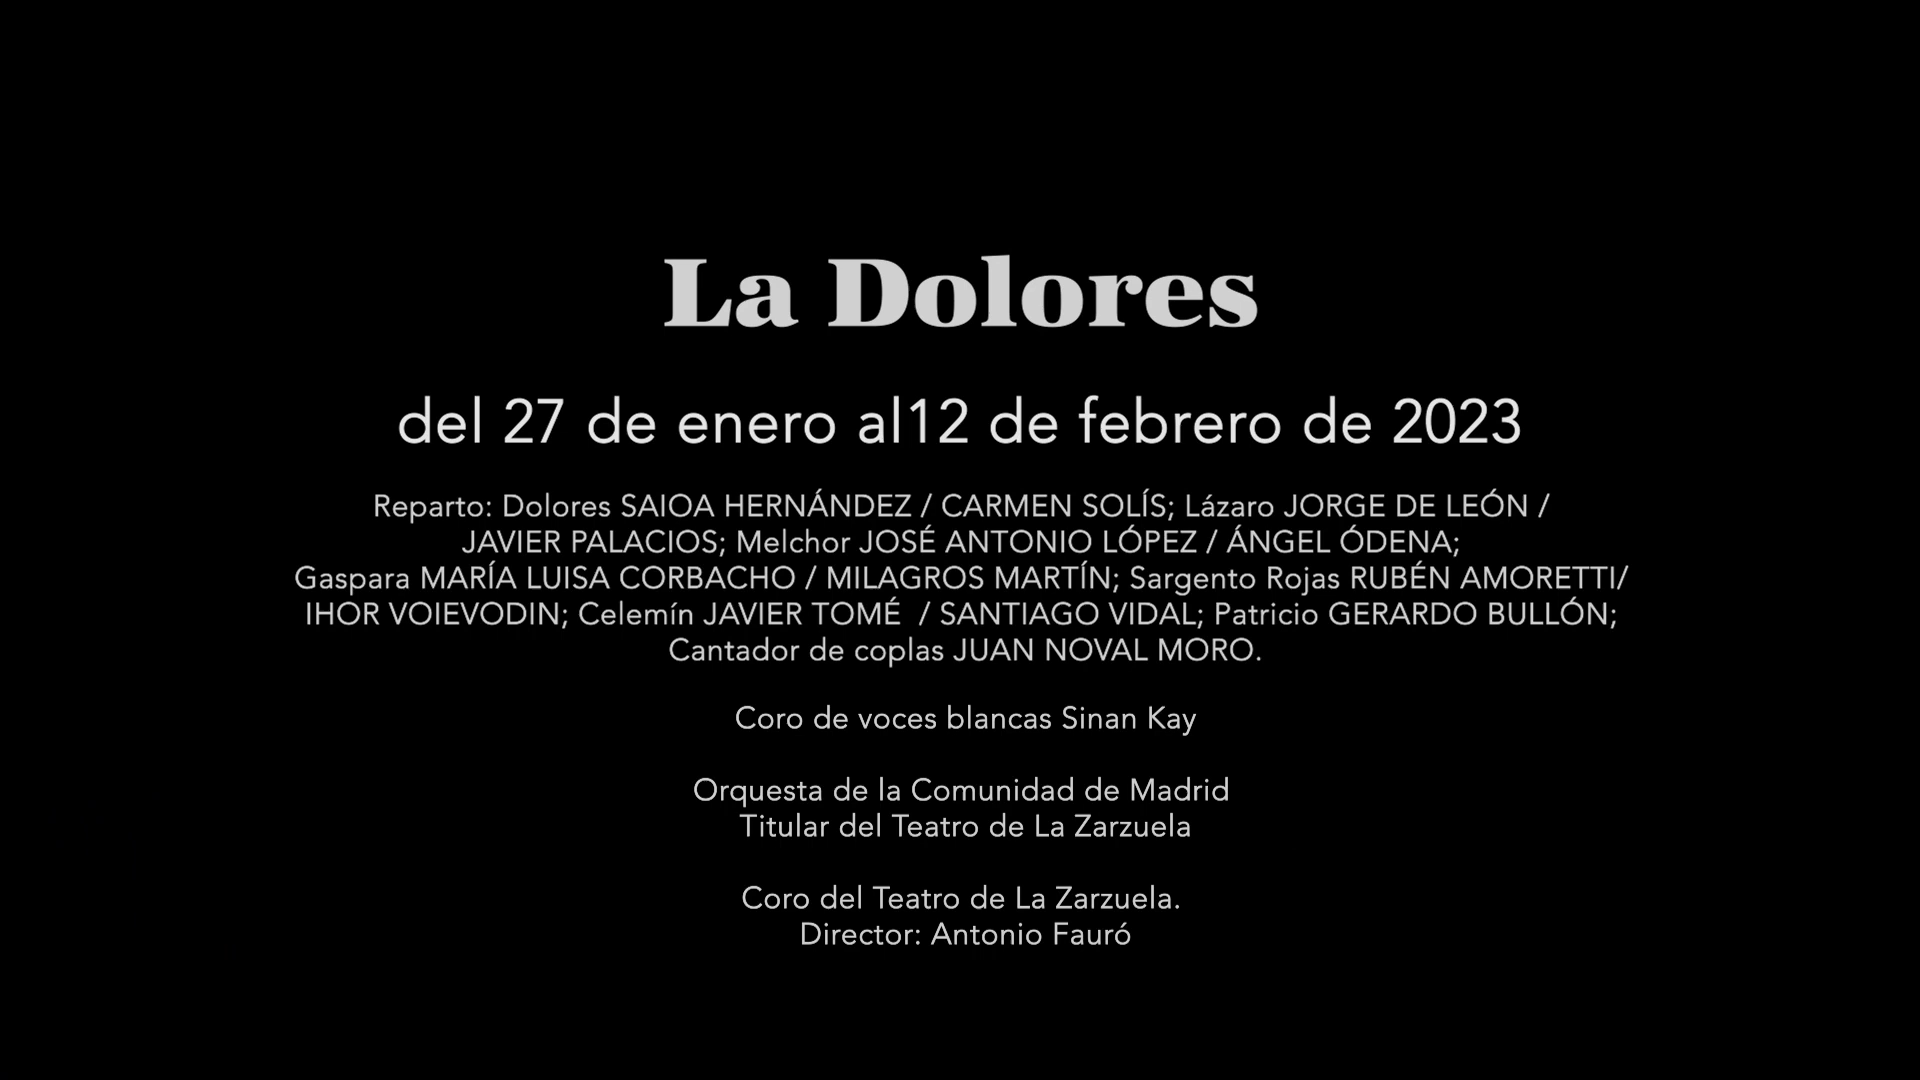 La Dolores
del 27 de enero al12 de febrero de 2023
Reparto: Dolores SAIOA HERNÁNDEZ / CARMEN SOLÍS; Lázaro JORGE DE LEÓN /
JAVIER PALACIOS; Melchor JOSÉ ANTONIO LÓPEZ / ÁNGEL ÓDENA;
Gaspara MARÍA LUISA CORBACHO / MILAGROS MARTÍN; Sargento Rojas RUBÉN AMORETTI/
IHOR VOIEVODIN; Celemín JAVIER TOMÉ / SANTIAGO VIDAL; Patricio GERARDO BULLÓN;
Cantador de coplas JUAN NOVAL MORO.
Coro de voces blancas Sinan Kay
Orquesta de la Comunidad de Madrid
Titular del Teatro de La Zarzuela
Coro del Teatro de La Zarzuela.
Director: Antonio Fauró